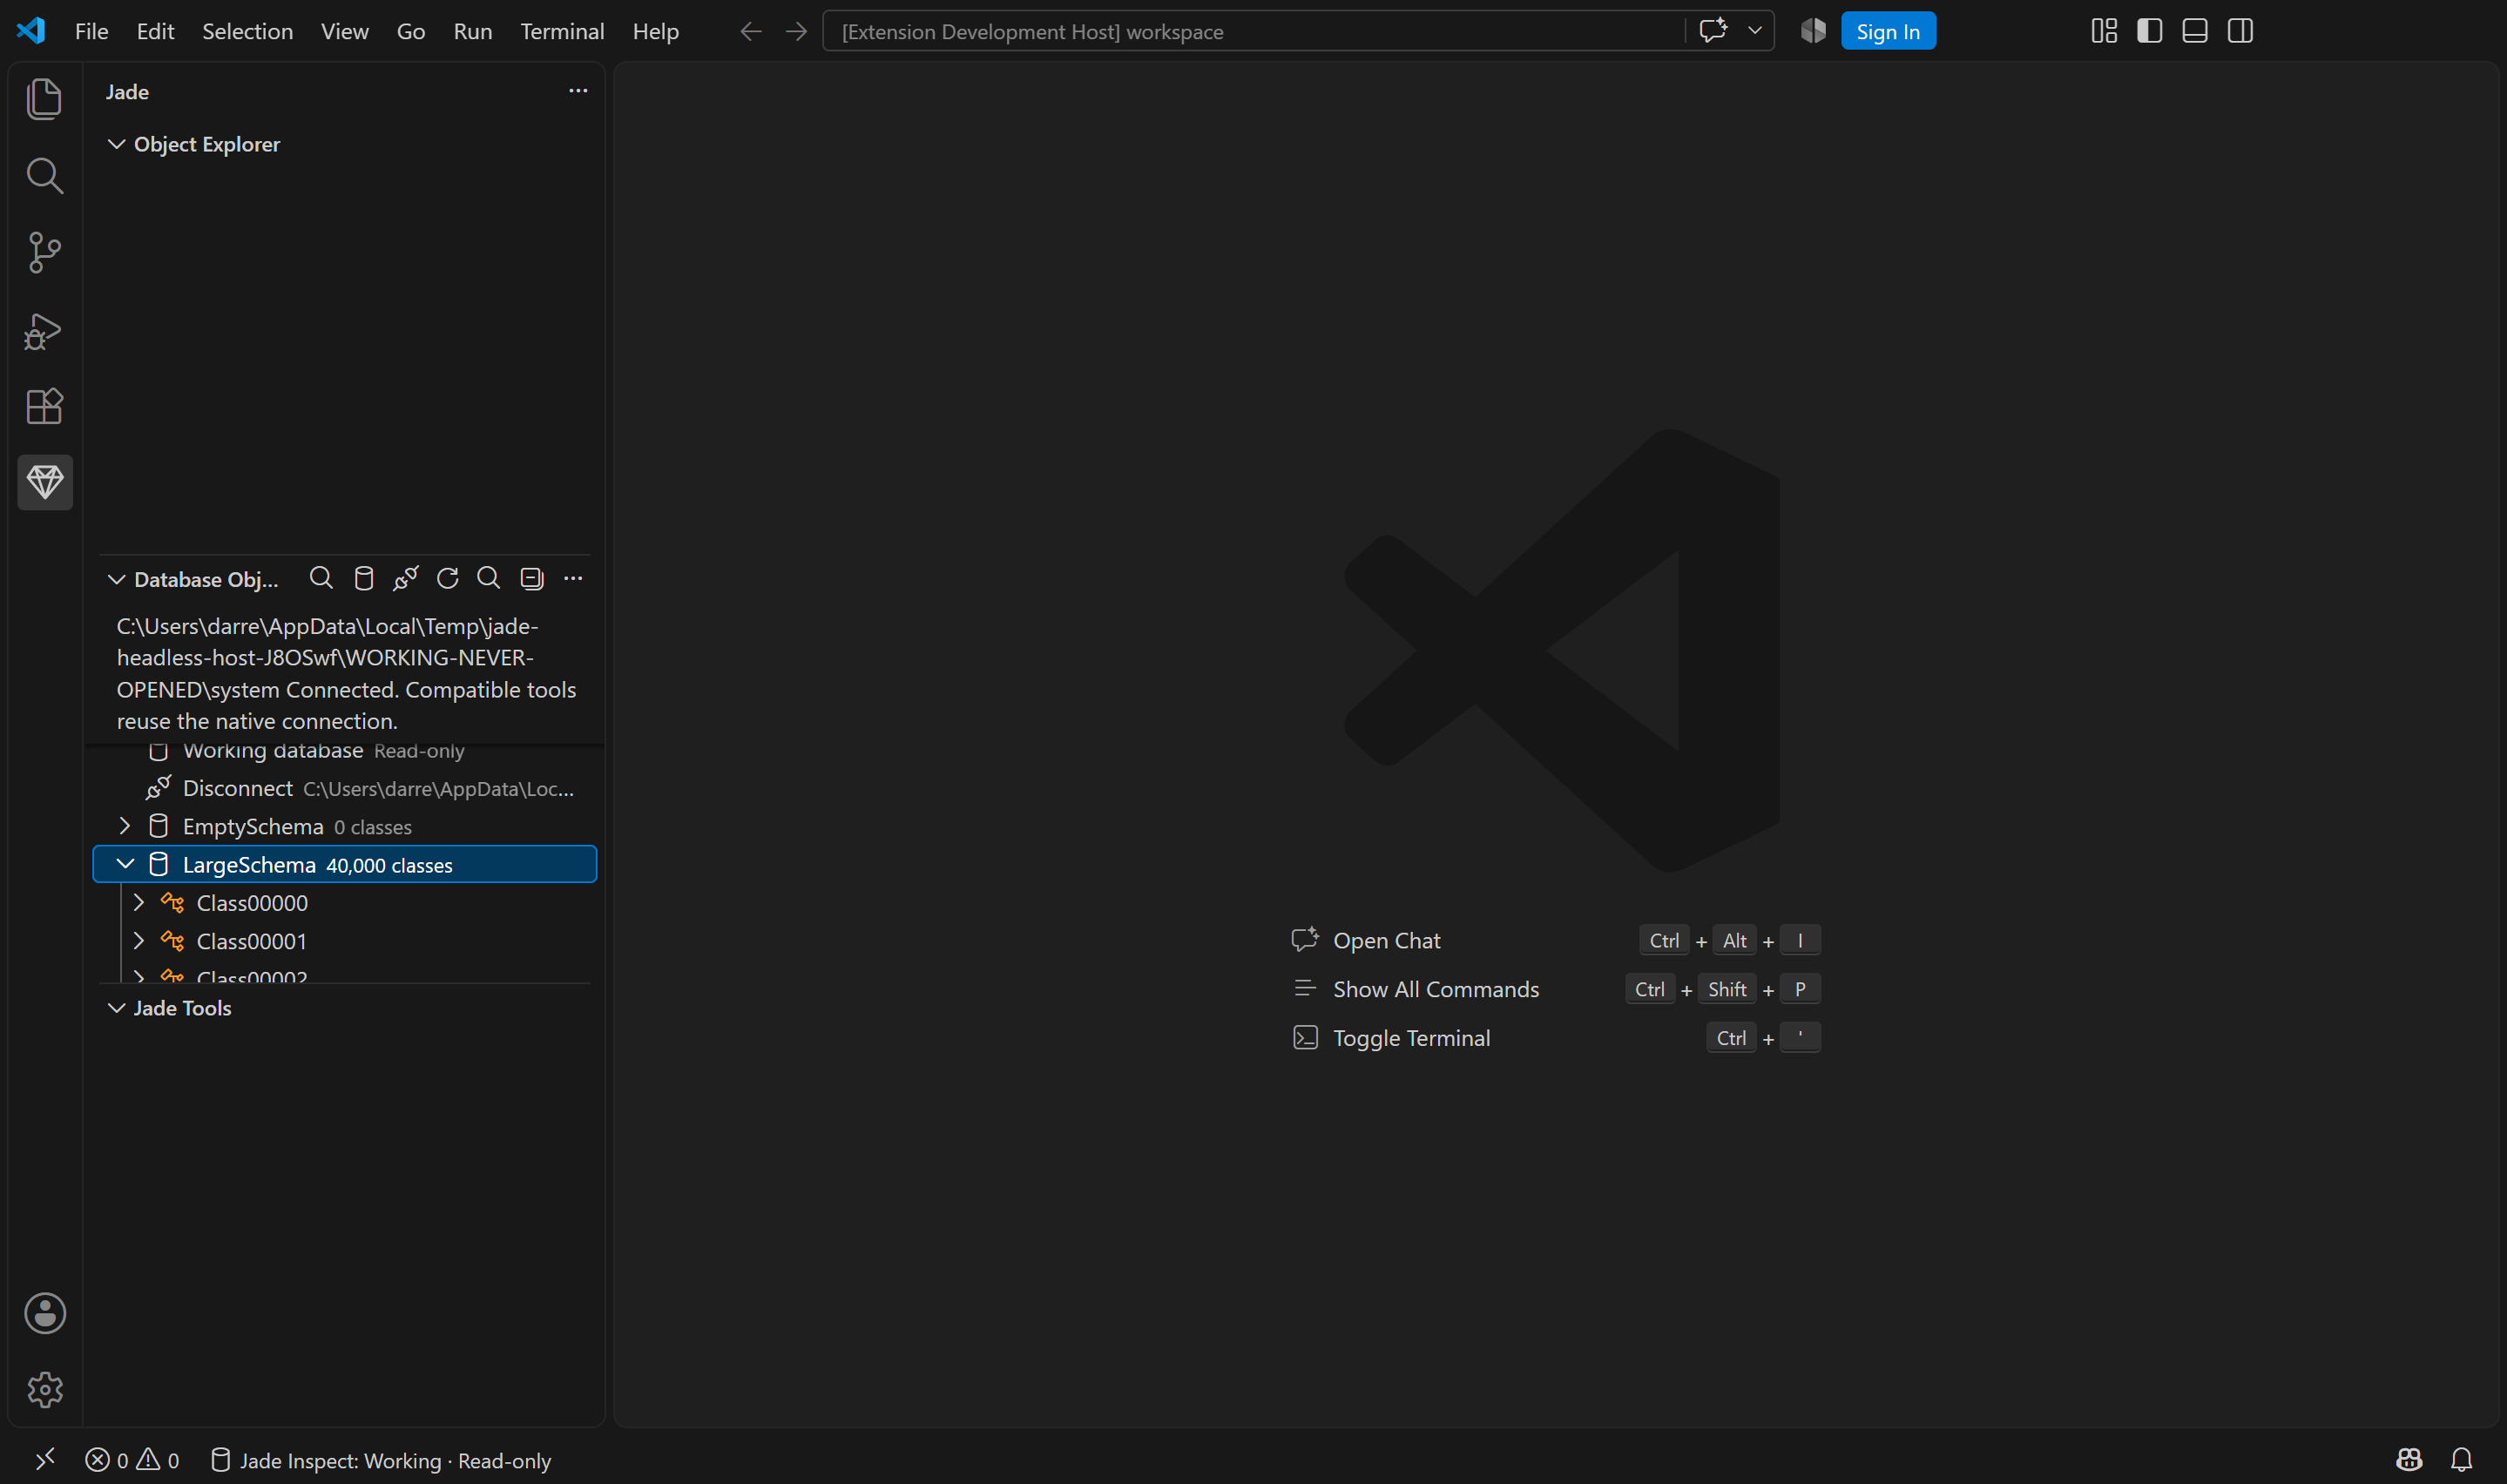 File Edit Selection View Go Run Terminal Help
[Extension Development Host] workspace
Sign In
Jade
Object Explorer
Database Obj...
C:\Users\darre\AppData\Local\Temp\jade-
headless-host-J8OSwf\WORKING-NEVER-
OPENED\system Connected. Compatible tools
reuse the native connection.
Working database Read-only
Disconnect C:\Users\darre\AppData\Loc...
EmptySchema 0 classes
LargeSchema 40,000 classes
Class00000
Class00001
Class00002
Jade Tools
Open Chat Ctrl + Alt + I
Show All Commands Ctrl + Shift + P
Toggle Terminal Ctrl + '
0 0 Jade Inspect: Working · Read-only